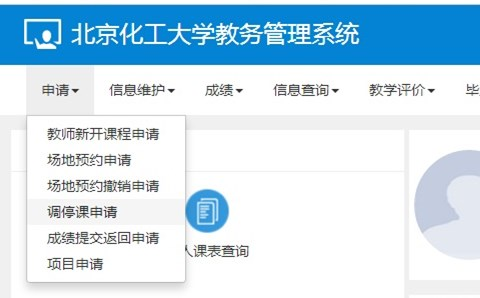 北京化工大学教务管理系统
申请 信息维护 成绩 信息查询 教学评价 毕
教师新开课程申请
场地预约申请
场地预约撤销申请
调停课申请
成绩提交返回申请
项目申请
人课表查询